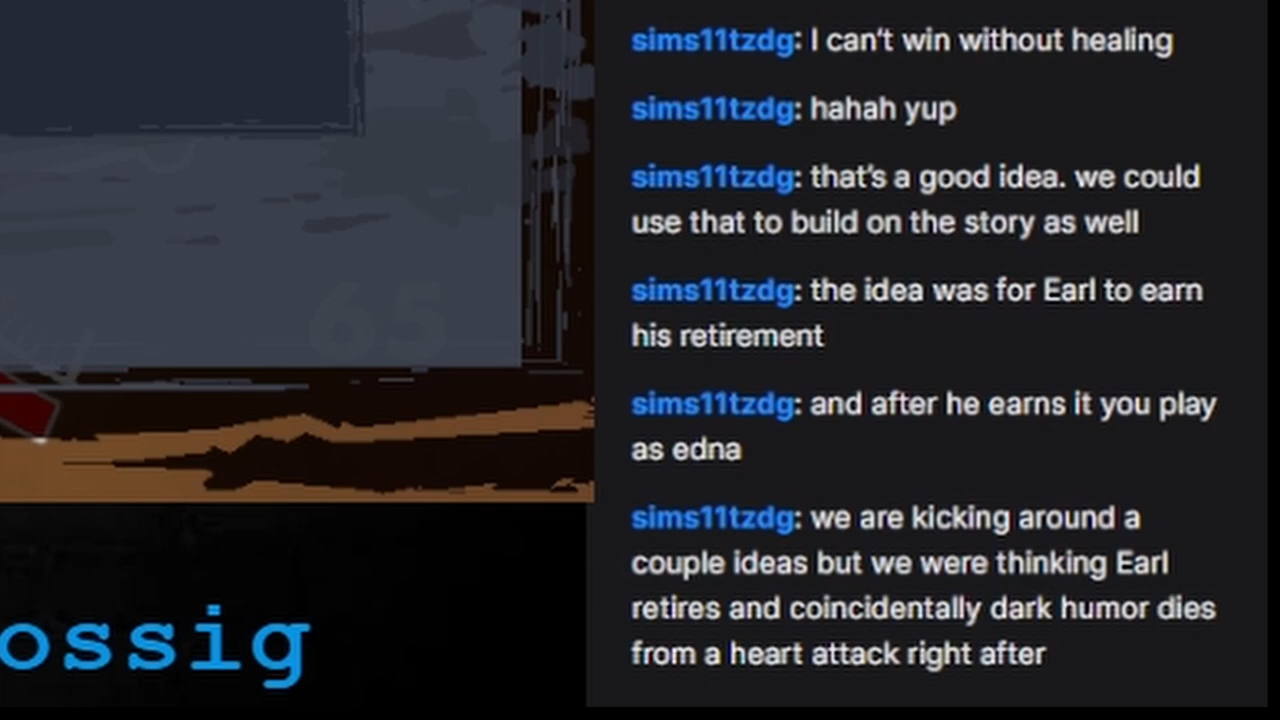 sims11tzdg: I can't win without healing
sims11tzdg: hahah yup
sims11tzdg: that's a good idea. we could
use that to build on the story as well
sims11tzdg: the idea was for Earl to earn
his retirement
65
sims11tzdg: and after he earns it you play
as edna
sims11tzdg: we are kicking around a
couple ideas but we were thinking Earl
retires and coincidentally dark humor dies
from a heart attack right after
ossig